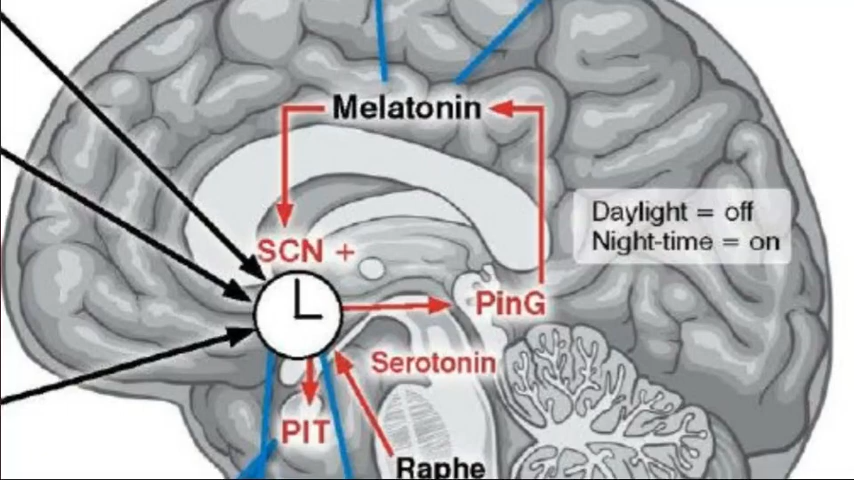 Melatonin
Daylight = off
Night-time = on
SCN +
PinG
Serotonin
PIT
Raphe